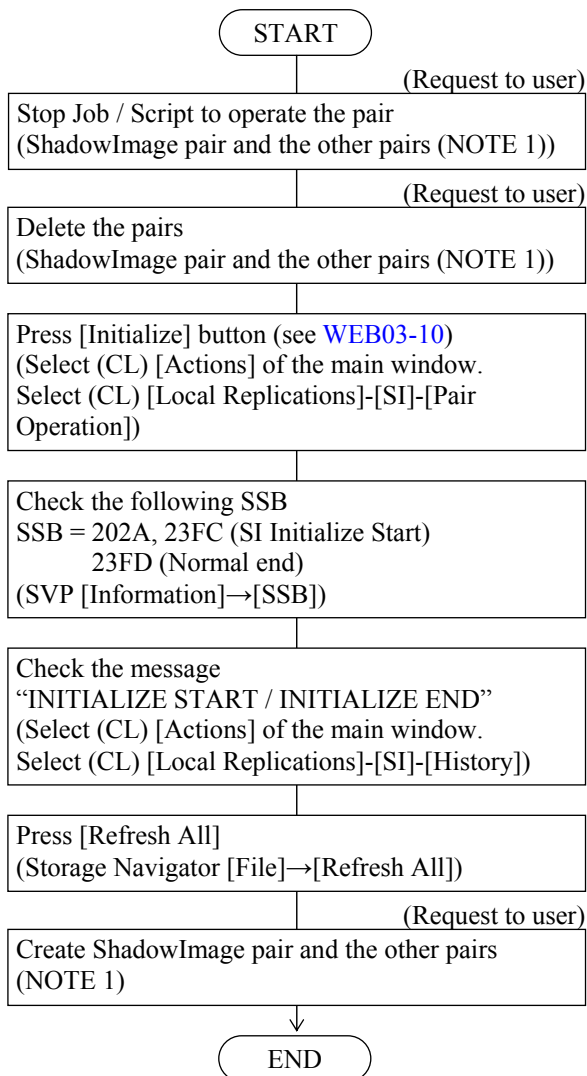 START
(Request to user)
Stop Job / Script to operate the pair
(ShadowImage pair and the other pairs (NOTE 1))
(Request to user)
Delete the pairs
(ShadowImage pair and the other pairs (NOTE 1))
Press [Initialize] button (see WEB03-10)
(Select (CL) [Actions] of the main window.
Select (CL) [Local Replications]-[SI]-[Pair
Operation])
Check the following SSB
SSB = 202A, 23FC (SI Initialize Start)
23FD (Normal end)
(SVP [Information]→[SSB])
Check the message
“INITIALIZE START / INITIALIZE END”
(Select (CL) [Actions] of the main window.
Select (CL) [Local Replications]-[SI]-[History])
Press [Refresh All]
(Storage Navigator [File]→[Refresh All])
(Request to user)
Create ShadowImage pair and the other pairs
(NOTE 1)
END